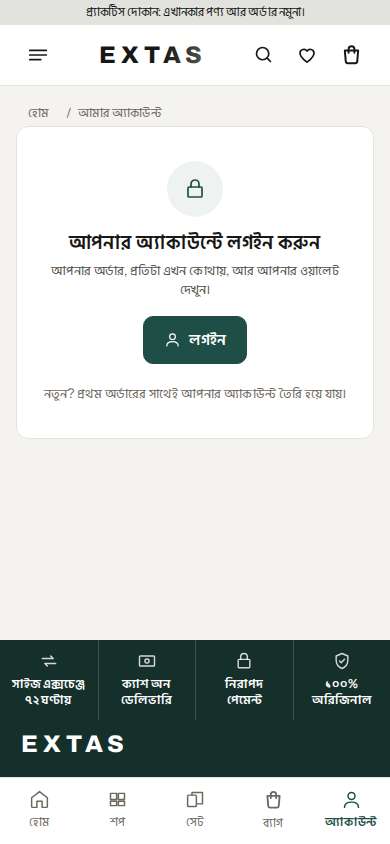 প্র্যাকটিস দোকান: এখানকার পণ্য আর অর্ডার নমুনা।
EXTAS
হোম / আমার অ্যাকাউন্ট
আপনার অ্যাকাউন্টে লগইন করুন
আপনার অর্ডার, প্রতিটা এখন কোথায়, আর আপনার ওয়ালেট
দেখুন।
লগইন
নতুন? প্রথম অর্ডারের সাথেই আপনার অ্যাকাউন্ট তৈরি হয়ে যায়।
সাইজ এক্সচেঞ্জ
৭২ ঘণ্টায়
ক্যাশ অন
ডেলিভারি
নিরাপদ
পেমেন্ট
১০০%
অরিজিনাল
EXTAS
হোম
শপ
সেট
ব্যাগ
অ্যাকাউন্ট